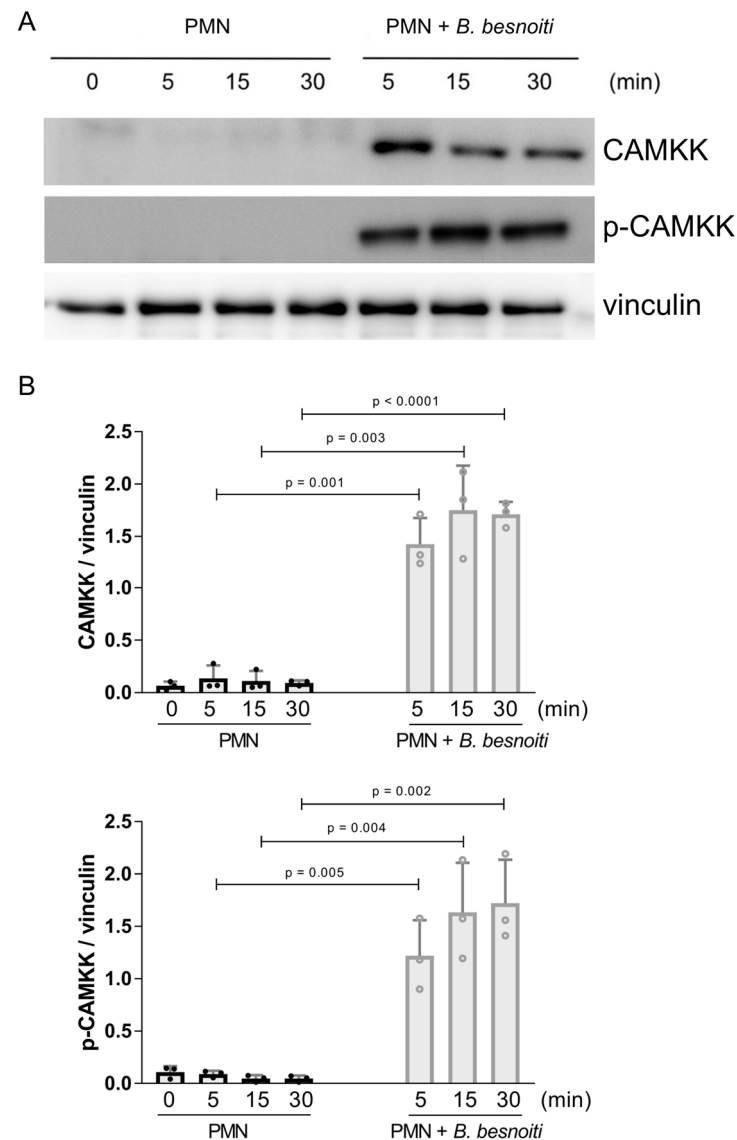 A
PMN PMN + B. besnoiti
0 5 15 30 5 15 30 (min)
CAMKK
p-CAMKK
vinculin
B
p < 0.0001
p = 0.003
p = 0.001
CAMKK / vinculin
2.5
2.0
1.5
1.0
0.5
0.0
0 5 15 30 5 15 30 (min)
PMN PMN + B. besnoiti
p = 0.002
p = 0.004
p = 0.005
p-CAMKK / vinculin
2.5
2.0
1.5
1.0
0.5
0.0
0 5 15 30 5 15 30 (min)
PMN PMN + B. besnoiti